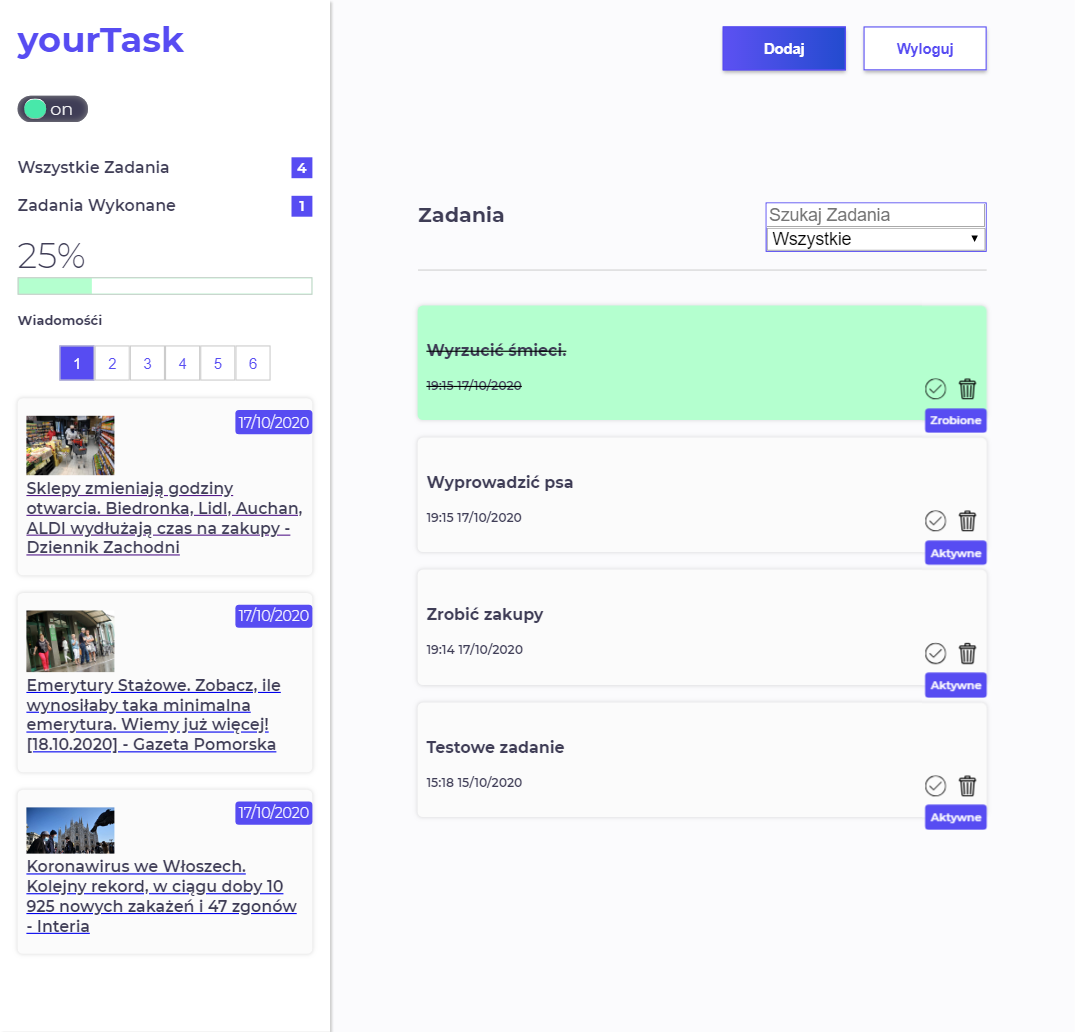 yourTask
on
Wszystkie Zadania 4
Zadania Wykonane 1
25%
Wiadomośći
1 2 3 4 5 6
17/10/2020
Sklepy zmieniają godziny
otwarcia. Biedronka, Lidl, Auchan,
ALDI wydłużają czas na zakupy -
Dziennik Zachodni
17/10/2020
Emerytury Stażowe. Zobacz, ile
wynosiłaby taka minimalna
emerytura. Wiemy już więcej!
[18.10.2020] - Gazeta Pomorska
17/10/2020
Koronawirus we Włoszech.
Kolejny rekord, w ciągu doby 10
925 nowych zakażeń i 47 zgonów
- Interia
Dodaj Wyloguj
Zadania
Szukaj Zadania
Wszystkie
Wyrzucić śmieci.
19:15 17/10/2020
Zrobione
Wyprowadzić psa
19:15 17/10/2020
Aktywne
Zrobić zakupy
19:14 17/10/2020
Aktywne
Testowe zadanie
15:18 15/10/2020
Aktywne